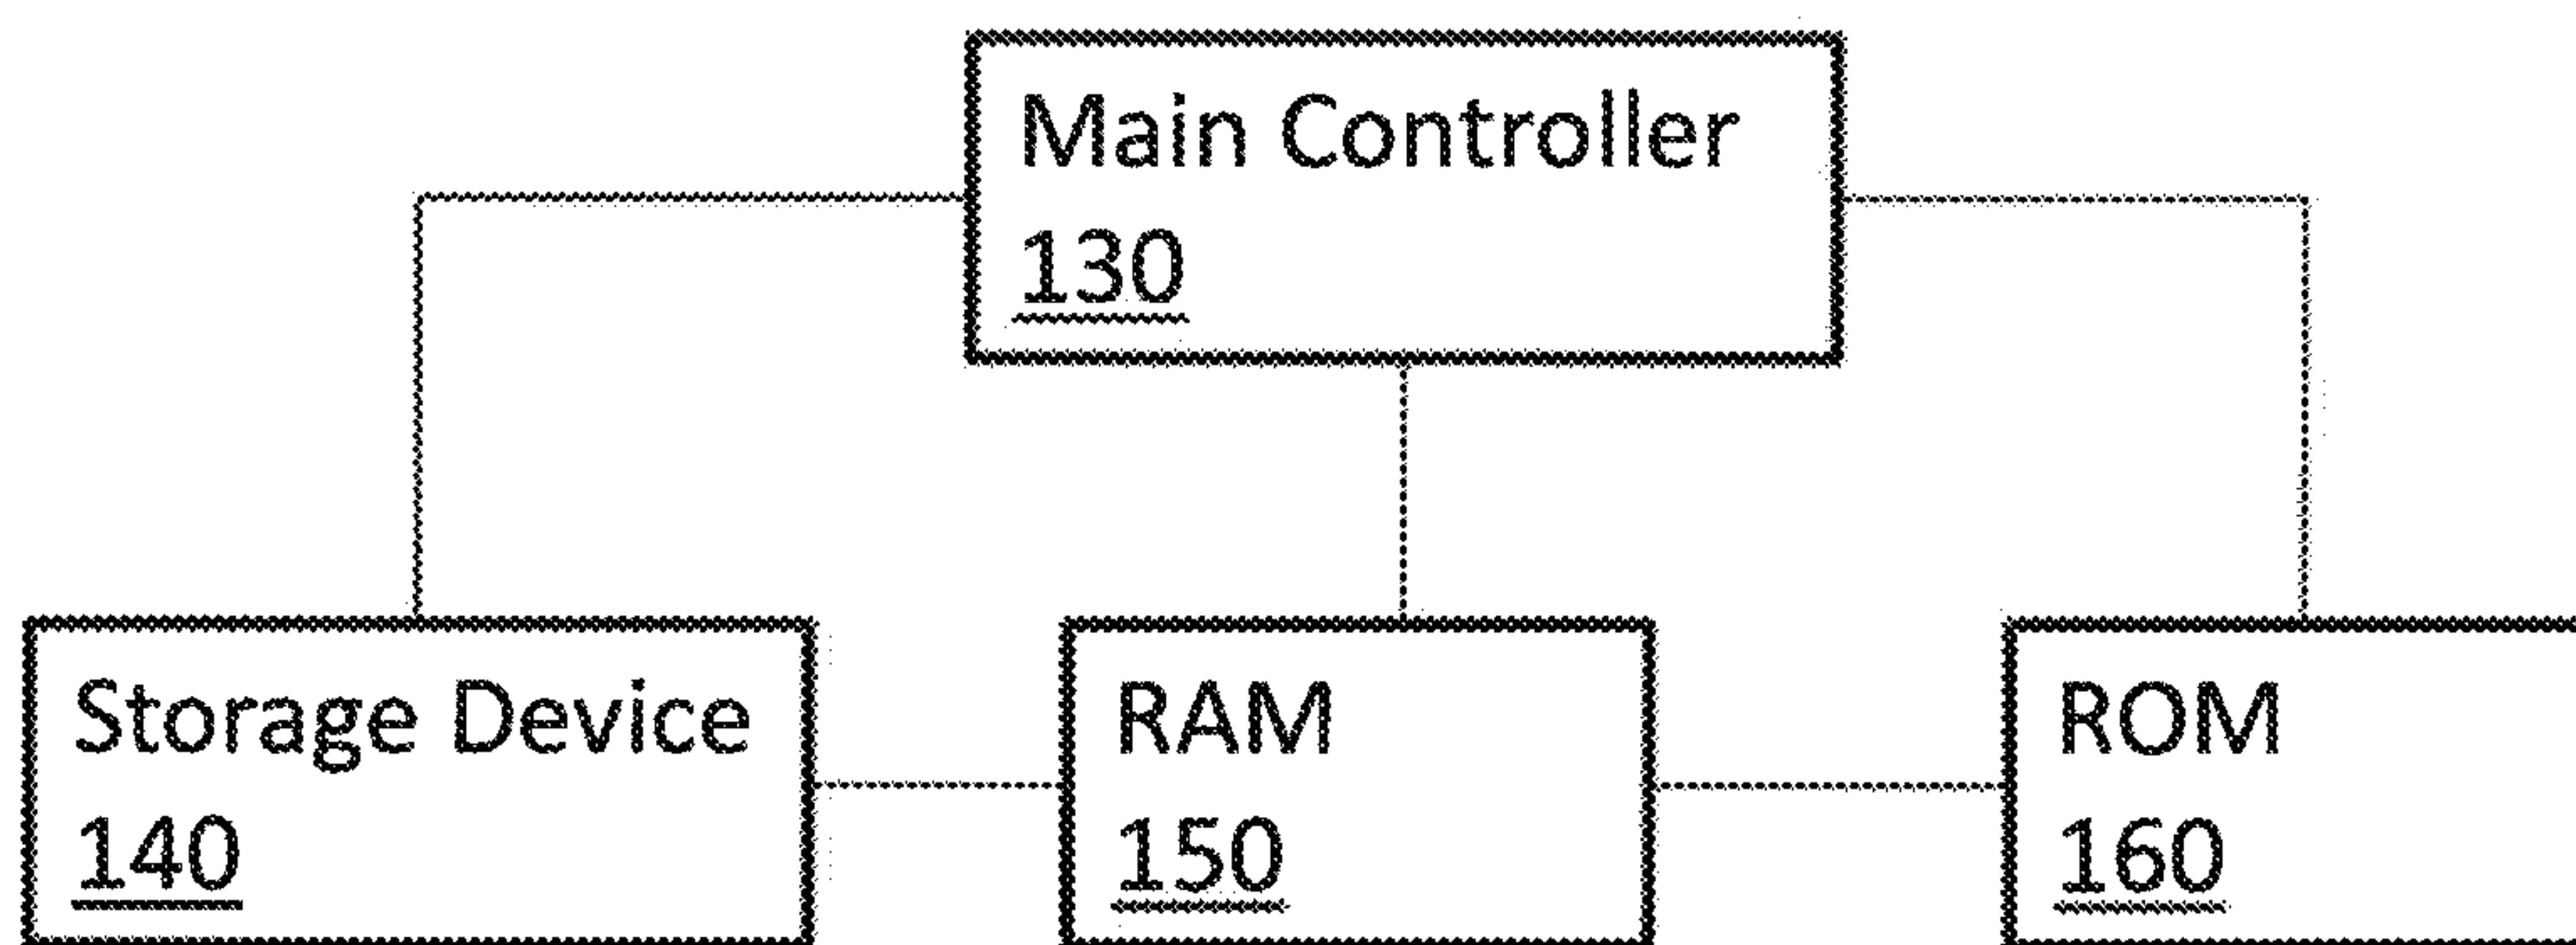 Main Controller
130
Storage Device
140
RAM
150
ROM
160